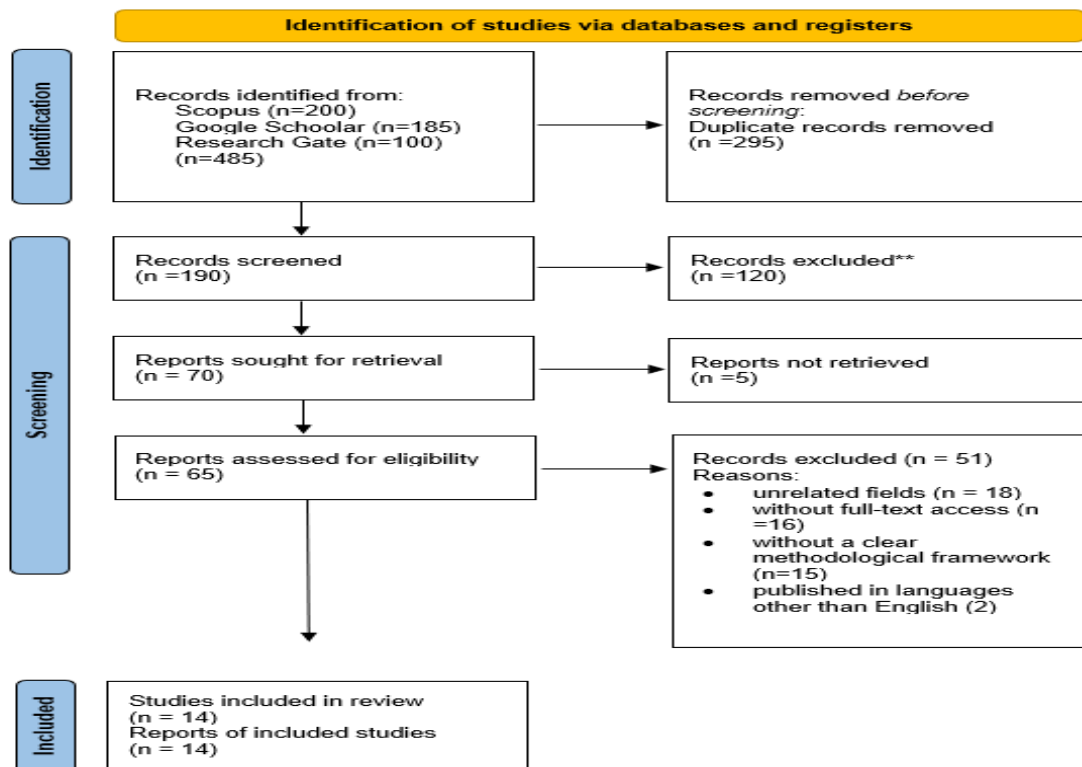 Identification of studies via databases and registers
Identification
Records identified from:
Scopus (n=200)
Google Schoolar (n=185)
Research Gate (n=100)
(n=485)
Records removed before
screening:
Duplicate records removed
(n =295)
Screening
Records screened
(n =190)
Records excluded**
(n =120)
Reports sought for retrieval
(n = 70)
Reports not retrieved
(n =5)
Reports assessed for eligibility
(n = 65)
Records excluded (n = 51)
Reasons:
• unrelated fields (n = 18)
• without full-text access (n
=16)
• without a clear
methodological framework
(n=15)
• published in languages
other than English (2)
Included
Studies included in review
(n = 14)
Reports of included studies
(n = 14)